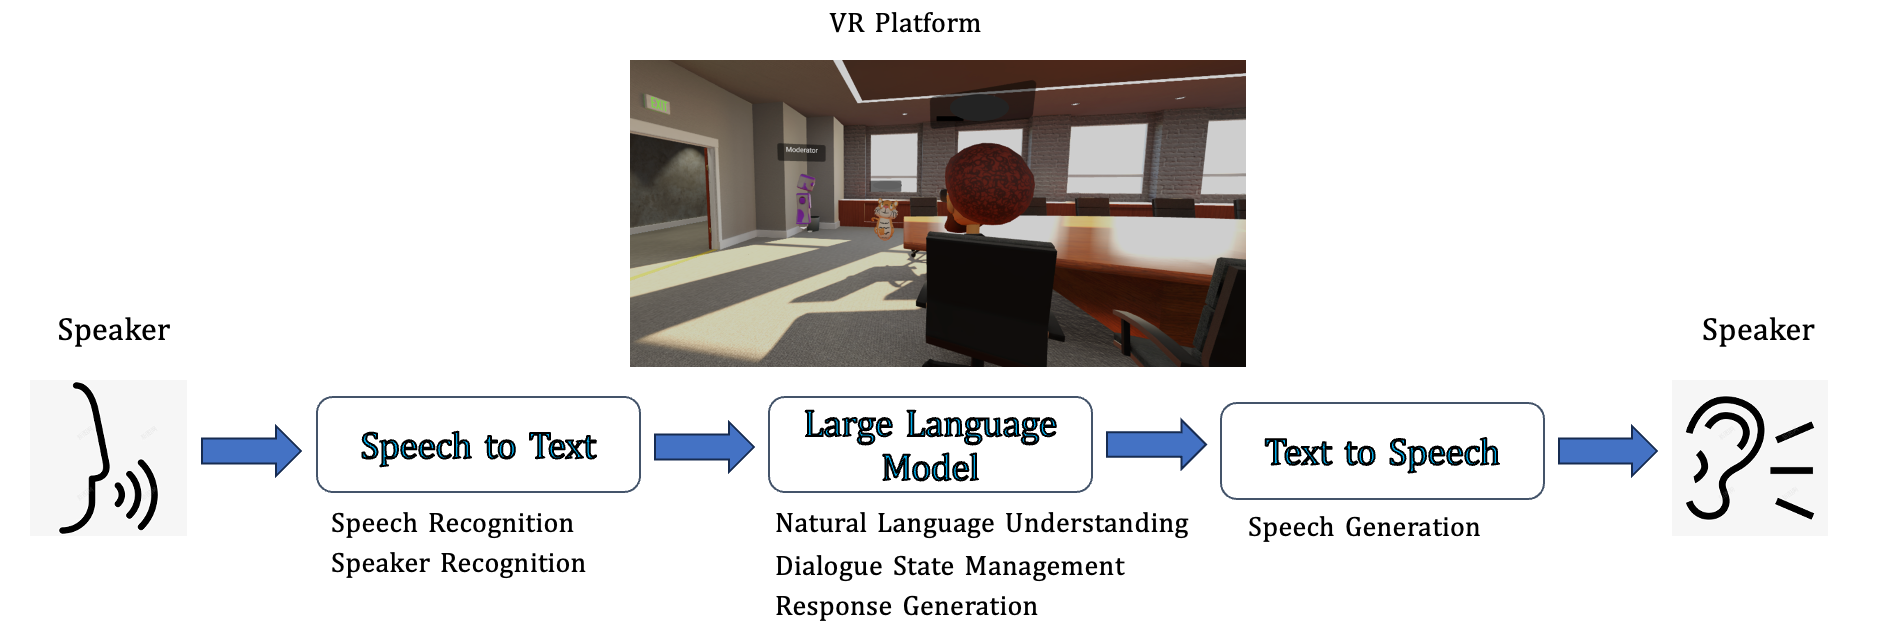 VR Platform
EXIT
Moderator
Speaker
Speaker
Speech to Text
Large Language
Model
Text to Speech
Speech Recognition
Speaker Recognition
Natural Language Understanding
Dialogue State Management
Response Generation
Speech Generation